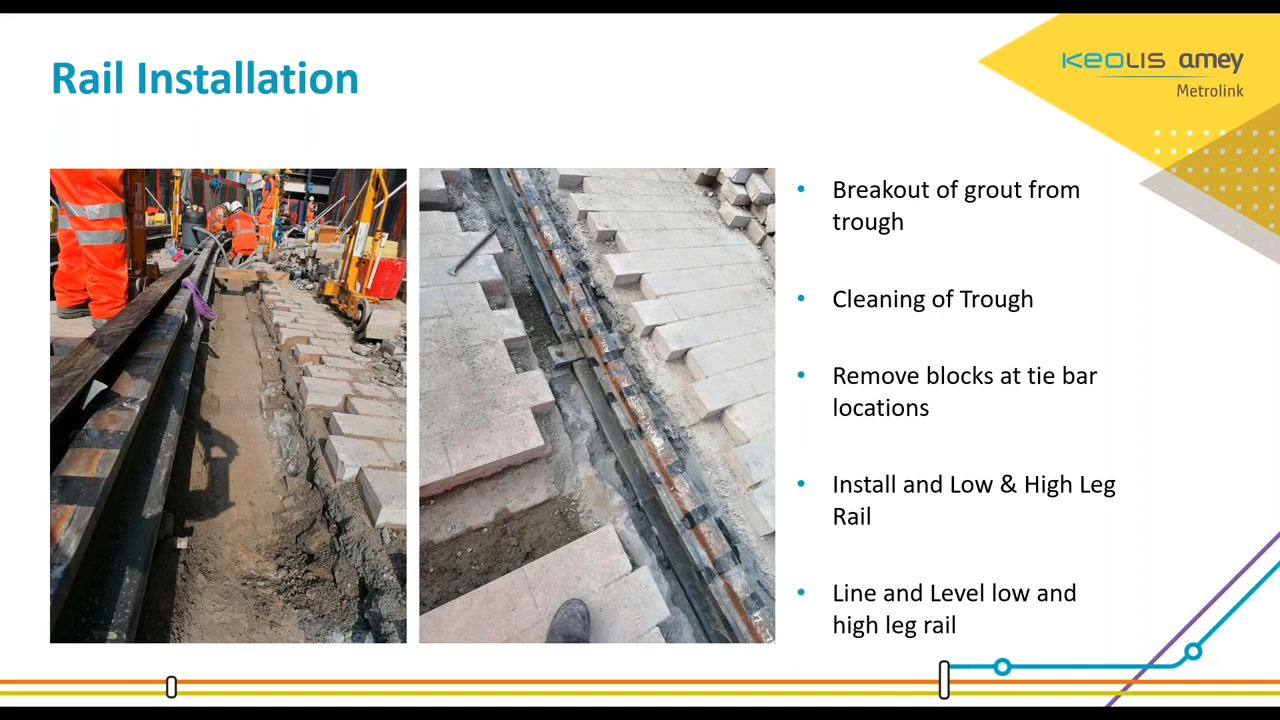 Rail Installation
KEOLIS amey
Metrolink
• Breakout of grout from
trough
• Cleaning of Trough
• Remove blocks at tie bar
locations
• Install and Low & High Leg
Rail
• Line and Level low and
high leg rail